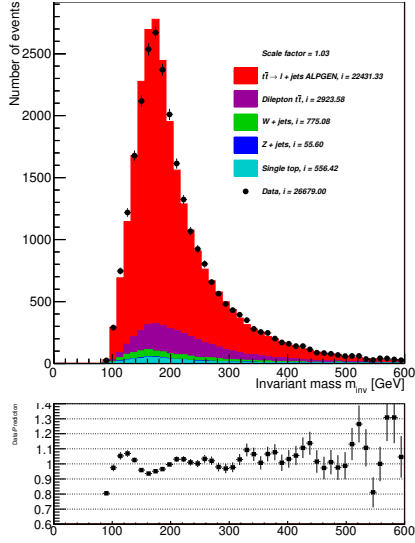 Number of events
2500
2000
1500
1000
500
0
Scale factor = 1.03
tt̄ → l + jets ALPGEN, i = 22431.33
Dilepton tt̄, i = 2923.58
W + jets, i = 775.08
Z + jets, i = 55.60
Single top, i = 556.42
Data, i = 26679.00
0 100 200 300 400 500 600
Invariant mass m_inv [GeV]
Data/Prediction
1.4
1.3
1.2
1.1
1
0.9
0.8
0.7
0.6
0 100 200 300 400 500 600